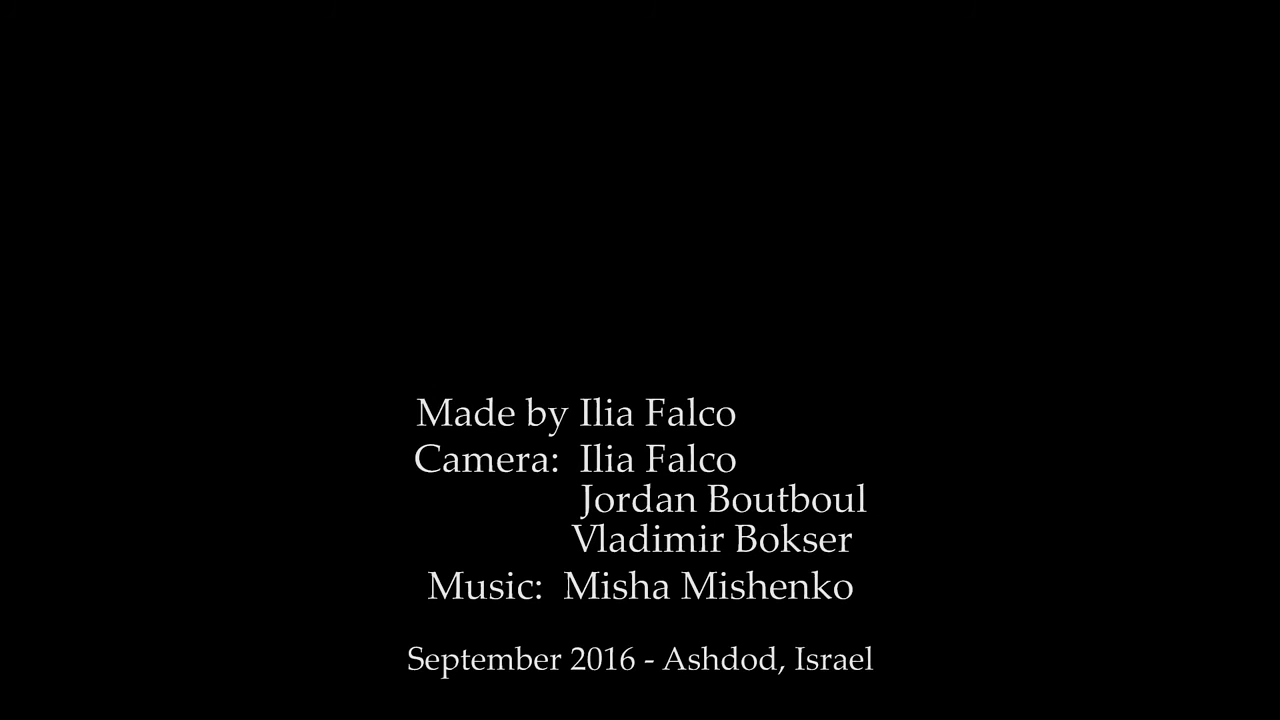 Made by Ilia Falco
Camera: Ilia Falco
Jordan Boutboul
Vladimir Bokser
Music: Misha Mishenko
September 2016 - Ashdod, Israel